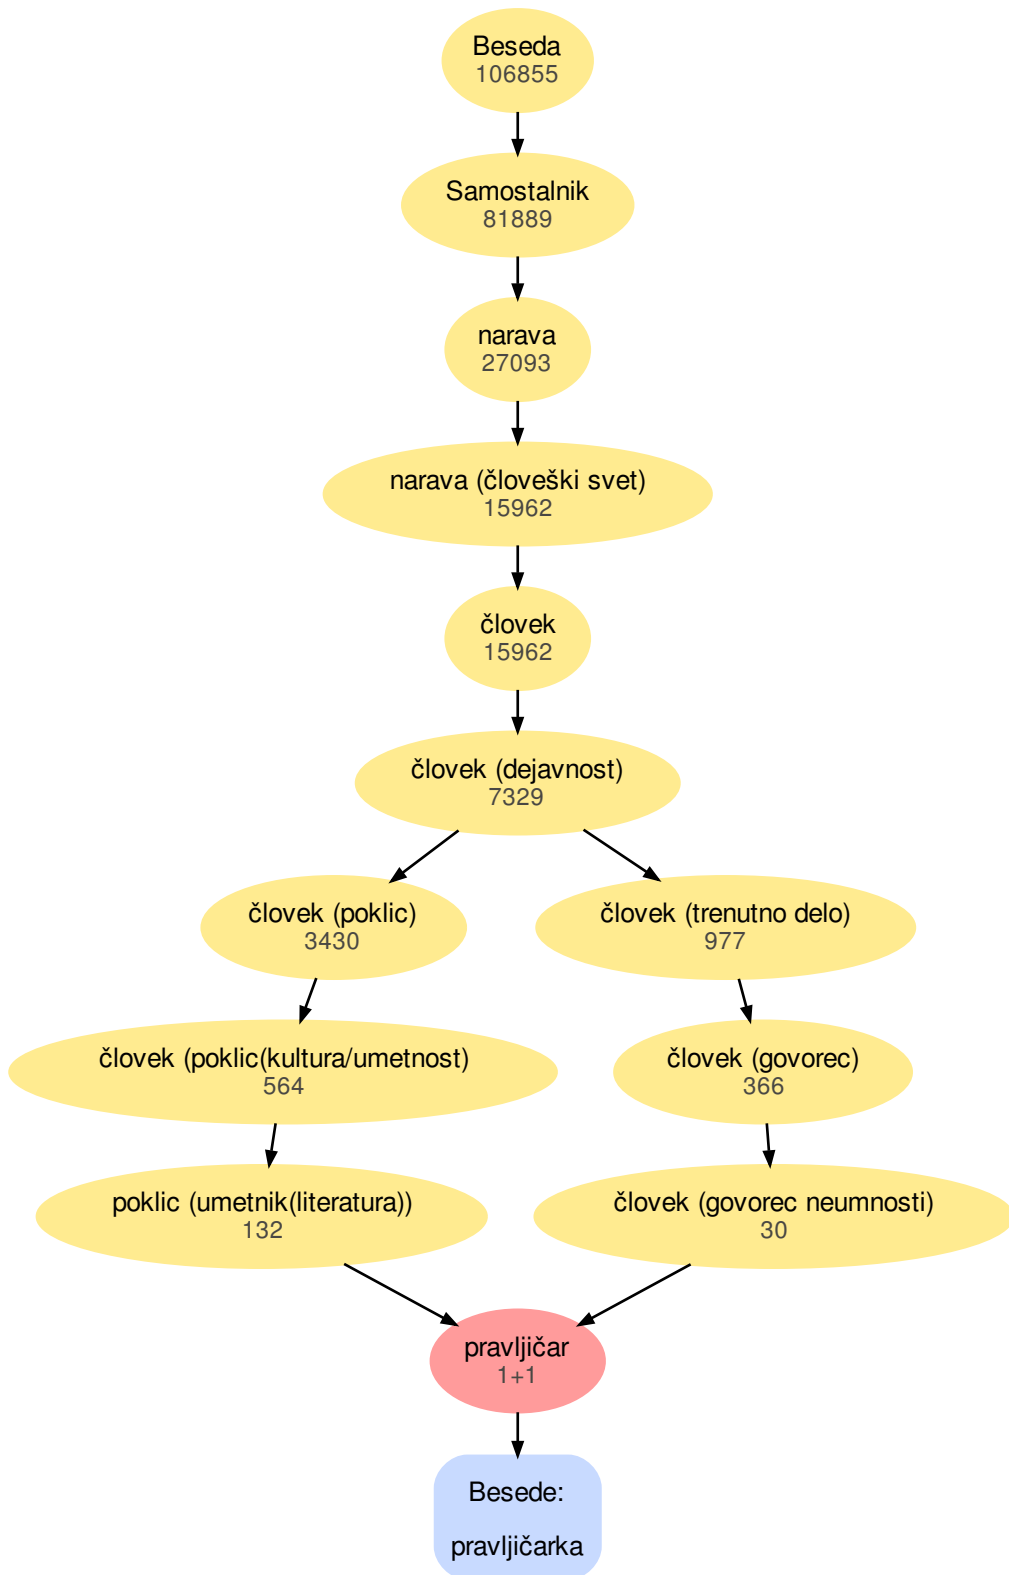 Beseda
106855
Samostalnik
81889
narava
27093
narava (človeški svet)
15962
človek
15962
človek (dejavnost)
7329
človek (poklic)
3430
človek (trenutno delo)
977
človek (poklic(kultura/umetnost)
564
človek (govorec)
366
poklic (umetnik(literatura))
132
človek (govorec neumnosti)
30
pravljičar
1+1
Besede:
pravljičarka